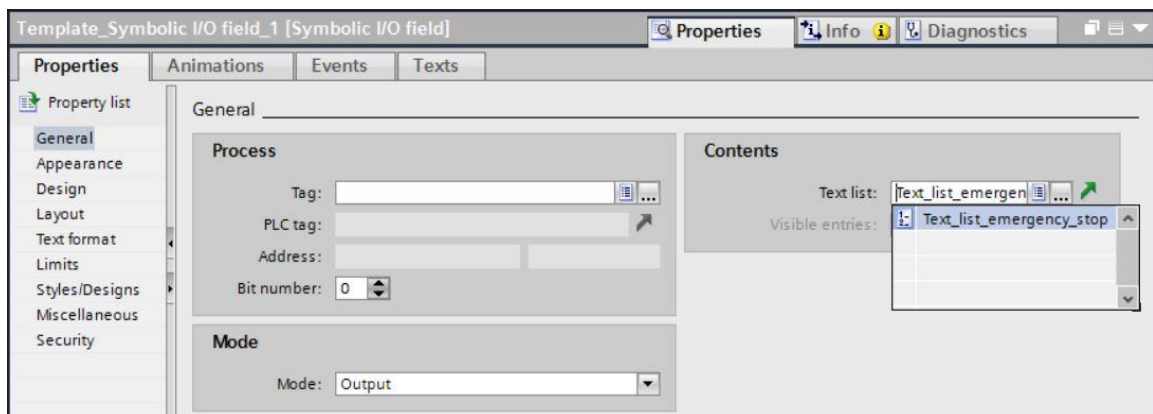 Template_Symbolic I/O field_1 [Symbolic I/O field]
Properties
Info
Diagnostics
Properties
Animations
Events
Texts
Property list
General
Appearance
Design
Layout
Text format
Limits
Styles/Designs
Miscellaneous
Security
General
Process
Tag:
...
PLC tag:
Address:
Bit number: 0
Mode
Mode: Output
Contents
Text list: Text_list_emergen ...
Visible entries:
Text_list_emergency_stop